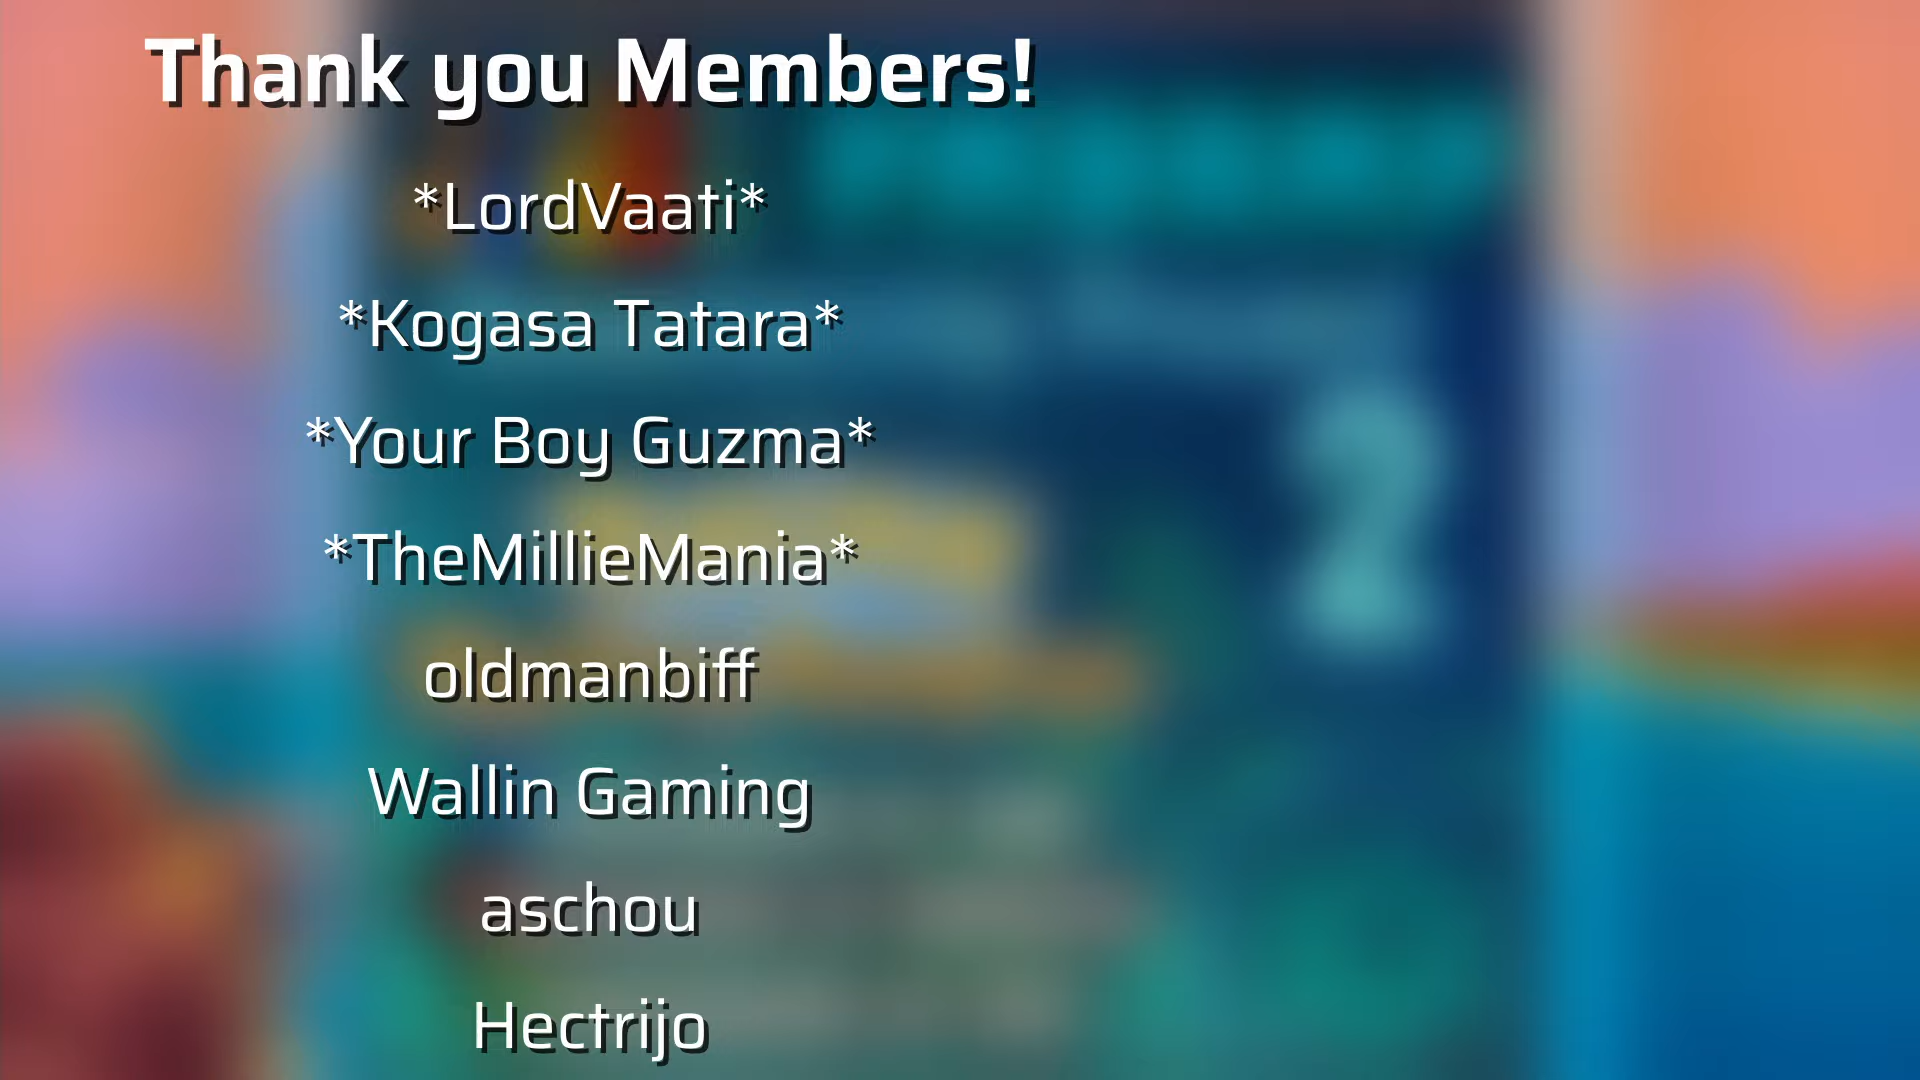 Thank you Members!
*LordVaati*
*Kogasa Tatara*
*Your Boy Guzma*
*TheMillieMania*
oldmanbiff
Wallin Gaming
aschou
Hectrijo